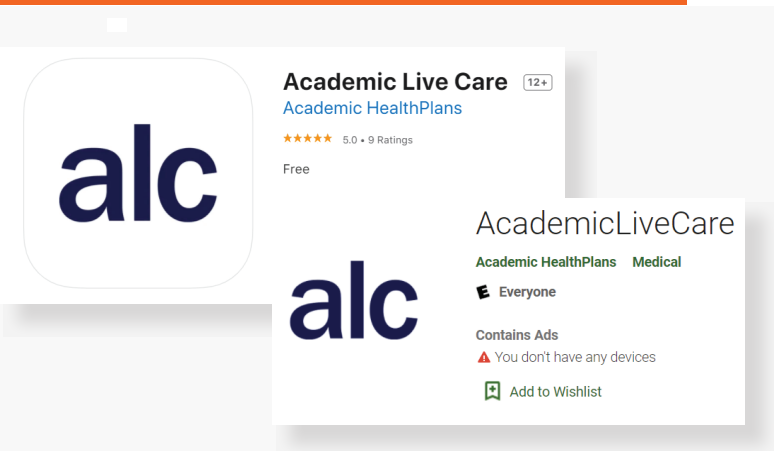 alc
Academic Live Care 12+
Academic HealthPlans
★★★★★ 5.0 • 9 Ratings
Free
alc
AcademicLiveCare
Academic HealthPlans Medical
E Everyone
Contains Ads
You don't have any devices
Add to Wishlist